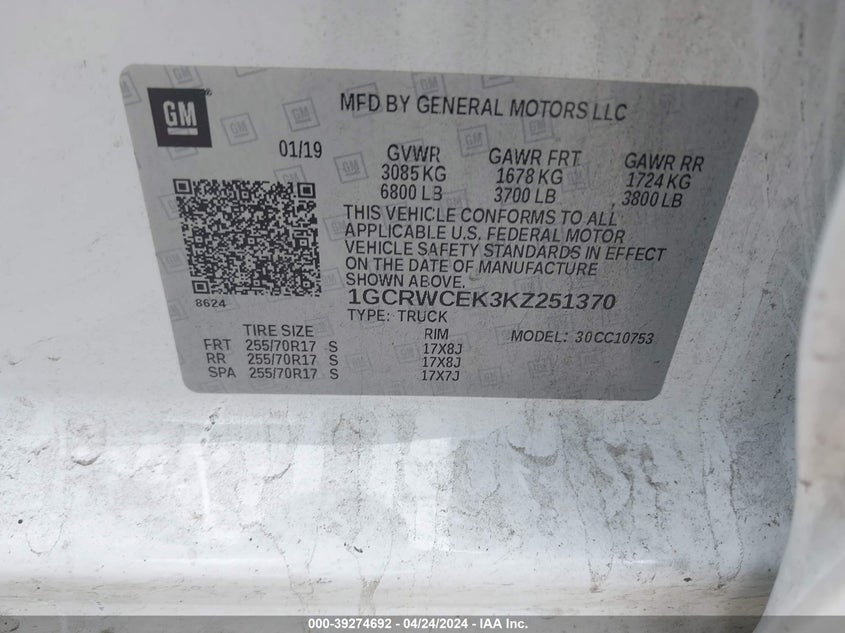 GM
MFD BY GENERAL MOTORS LLC
01/19
GVWR GAWR FRT GAWR RR
3085 KG 1678 KG 1724 KG
6800 LB 3700 LB 3800 LB
THIS VEHICLE CONFORMS TO ALL
APPLICABLE U.S. FEDERAL MOTOR
VEHICLE SAFETY STANDARDS IN EFFECT
ON THE DATE OF MANUFACTURE
SHOWN ABOVE.
8624
1GCRWCEK3KZ251370
TYPE: TRUCK
TIRE SIZE RIM MODEL: 30CC10753
FRT 255/70R17 S 17X8J
RR 255/70R17 S 17X8J
SPA 255/70R17 S 17X7J
000-39274692 - 04/24/2024 - IAA Inc.